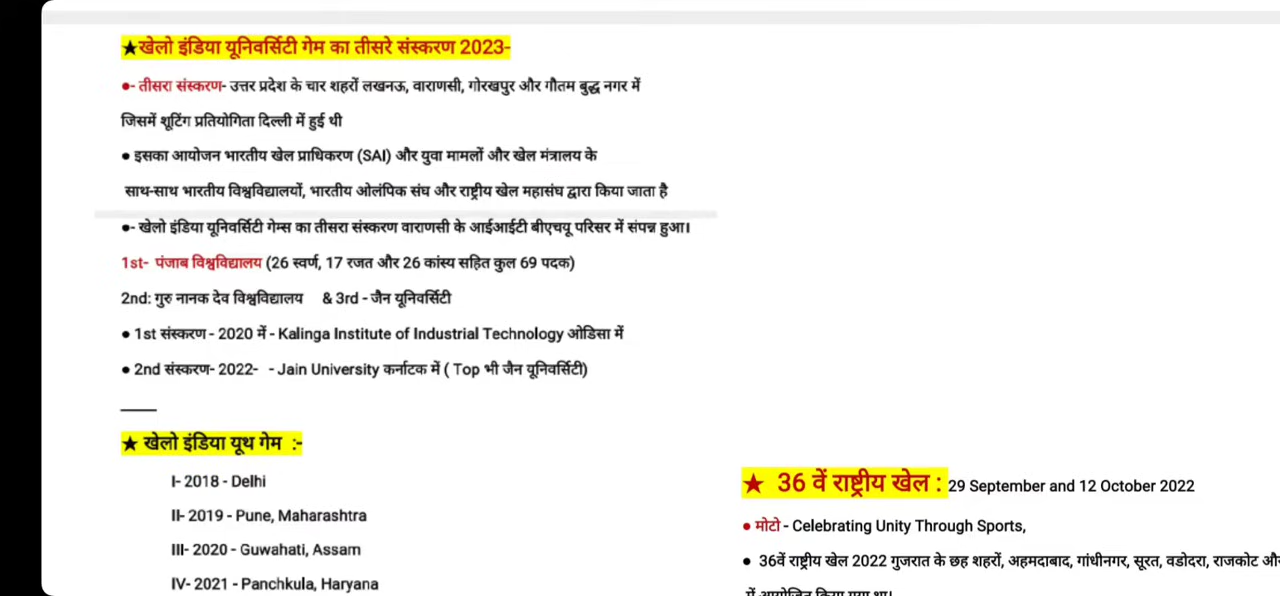 ★खेलो इंडिया यूनिवर्सिटी गेम का तीसरे संस्करण 2023-
●- तीसरा संस्करण- उत्तर प्रदेश के चार शहरों लखनऊ, वाराणसी, गोरखपुर और गौतम बुद्ध नगर में
जिसमें शूटिंग प्रतियोगिता दिल्ली में हुई थी
● इसका आयोजन भारतीय खेल प्राधिकरण (SAI) और युवा मामलों और खेल मंत्रालय के
साथ-साथ भारतीय विश्वविद्यालयों, भारतीय ओलंपिक संघ और राष्ट्रीय खेल महासंघ द्वारा किया जाता है
●- खेलो इंडिया यूनिवर्सिटी गेम्स का तीसरा संस्करण वाराणसी के आईआईटी बीएचयू परिसर में संपन्न हुआ।
1st- पंजाब विश्वविद्यालय (26 स्वर्ण, 17 रजत और 26 कांस्य सहित कुल 69 पदक)
2nd: गुरु नानक देव विश्वविद्यालय & 3rd - जैन यूनिवर्सिटी
● 1st संस्करण - 2020 में - Kalinga Institute of Industrial Technology ओडिसा में
● 2nd संस्करण- 2022- - Jain University कर्नाटक में ( Top भी जैन यूनिवर्सिटी)
★ खेलो इंडिया यूथ गेम :-
I- 2018 - Delhi
II- 2019 - Pune, Maharashtra
III- 2020 - Guwahati, Assam
IV- 2021 - Panchkula, Haryana
★ 36 वें राष्ट्रीय खेल : 29 September and 12 October 2022
● मोटो - Celebrating Unity Through Sports,
● 36वें राष्ट्रीय खेल 2022 गुजरात के छह शहरों, अहमदाबाद, गांधीनगर, सूरत, वडोदरा, राजकोट और
में आयोजित किया गया था।